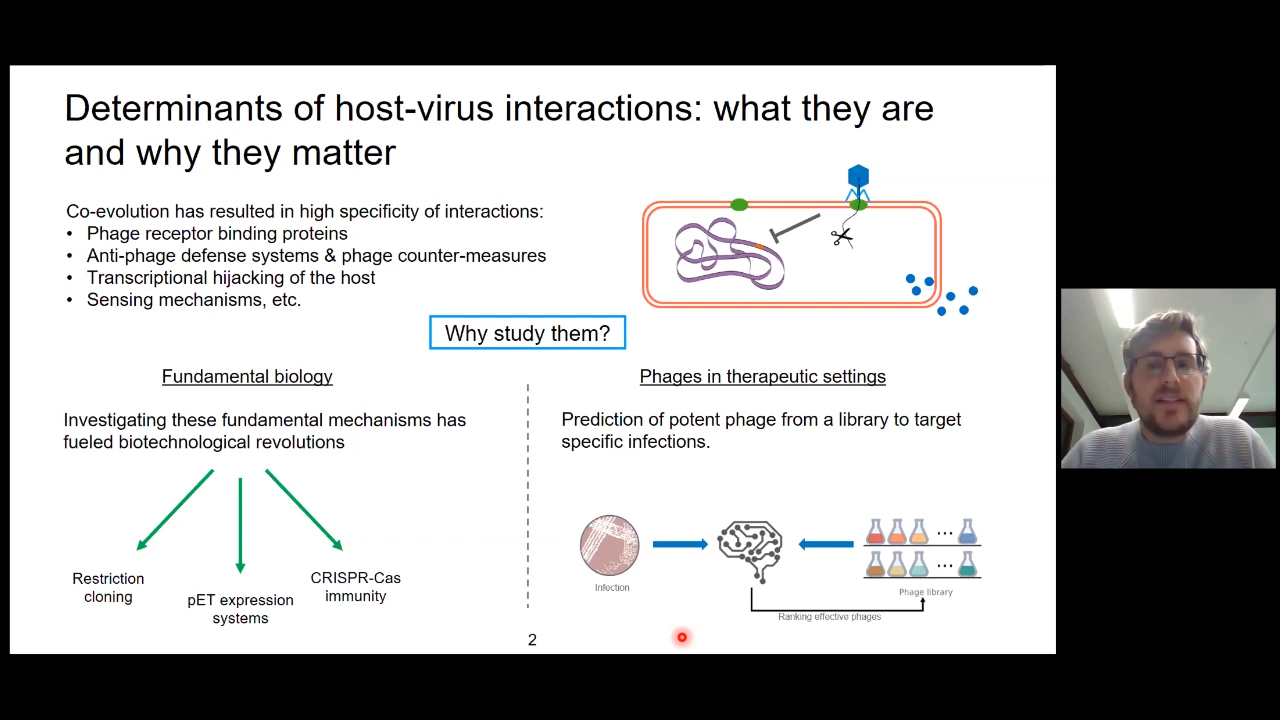 Determinants of host-virus interactions: what they are
and why they matter
Co-evolution has resulted in high specificity of interactions:
• Phage receptor binding proteins
• Anti-phage defense systems & phage counter-measures
• Transcriptional hijacking of the host
• Sensing mechanisms, etc.
Why study them?
Fundamental biology
Investigating these fundamental mechanisms has
fueled biotechnological revolutions
Restriction
cloning
pET expression
systems
CRISPR-Cas
immunity
Phages in therapeutic settings
Prediction of potent phage from a library to target
specific infections.
Infection
...
...
Phage library
Ranking effective phages
2